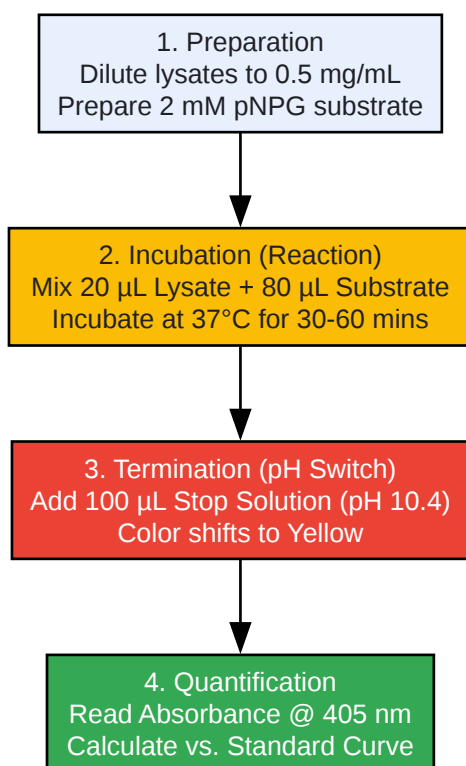 1. Preparation
Dilute lysates to 0.5 mg/mL
Prepare 2 mM pNPG substrate
2. Incubation (Reaction)
Mix 20 µL Lysate + 80 µL Substrate
Incubate at 37°C for 30-60 mins
3. Termination (pH Switch)
Add 100 µL Stop Solution (pH 10.4)
Color shifts to Yellow
4. Quantification
Read Absorbance @ 405 nm
Calculate vs. Standard Curve